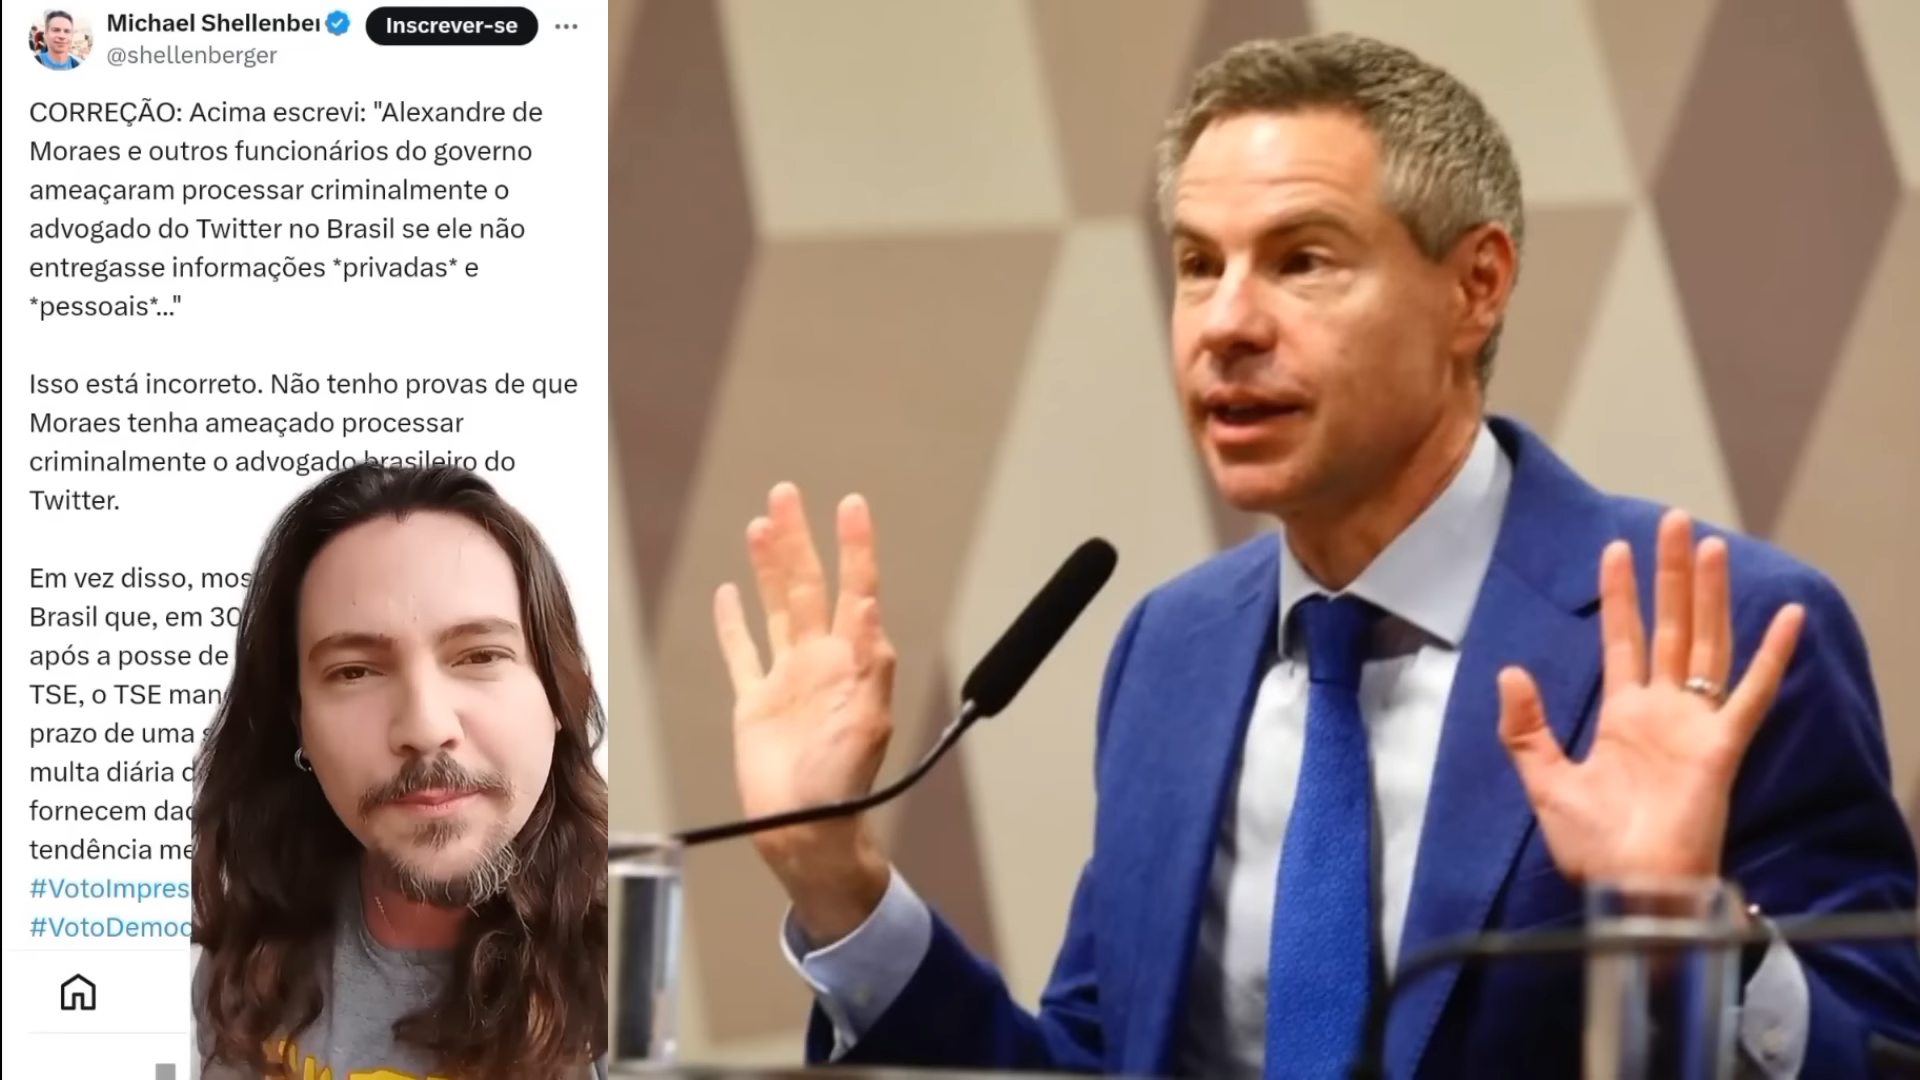 Michael Shellenber
Inscrever-se
@shellenberger
CORREÇÃO: Acima escrevi: "Alexandre de
Moraes e outros funcionários do governo
ameaçaram processar criminalmente o
advogado do Twitter no Brasil se ele não
entregasse informações *privadas* e
*pessoais*..."
Isso está incorreto. Não tenho provas de que
Moraes tenha ameaçado processar
criminalmente o advogado brasileiro do
Twitter.
Em vez disso, mos
Brasil que, em 30
após a posse de
TSE, o TSE man
prazo de uma
multa diária d
fornecem dad
tendência me
#VotoImpres
#VotoDemoc